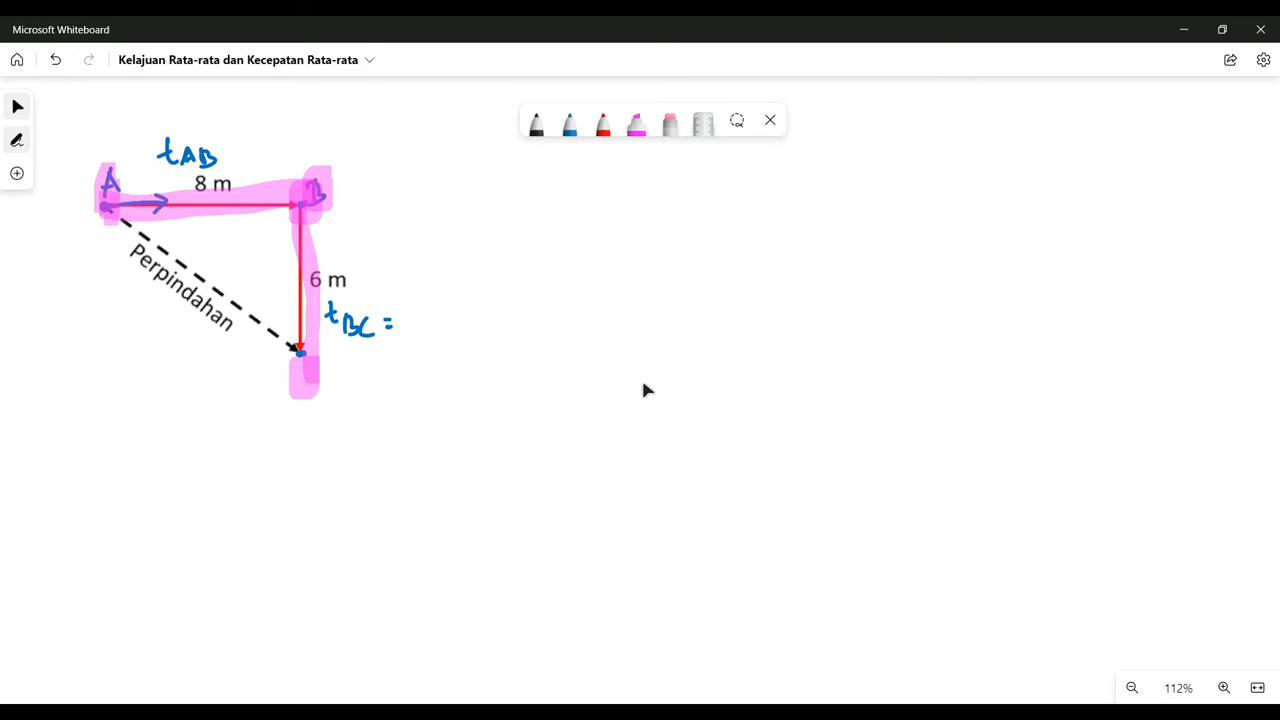 Microsoft Whiteboard
Kelajuan Rata-rata dan Kecepatan Rata-rata
tAB
A
8 m
B
Perpindahan
6 m
tBC =
112%